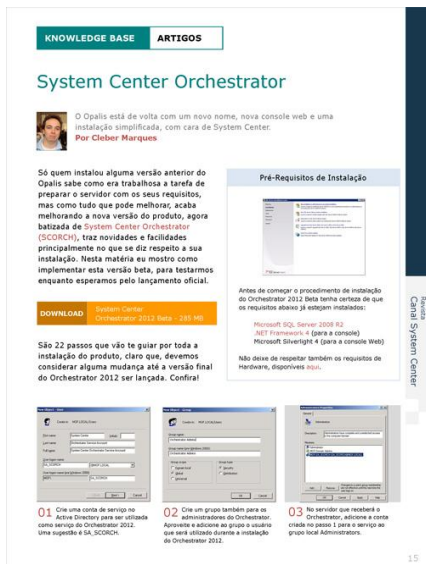 KNOWLEDGE BASE ARTIGOS
System Center Orchestrator
O Opalis está de volta com um novo nome, nova console web e uma
instalação simplificada, com cara de System Center.
Por Cleber Marques
Só quem instalou alguma versão anterior do
Opalis sabe como era trabalhosa a tarefa de
preparar o servidor com os seus requisitos,
mas como tudo que pode melhorar, acaba
melhorando a nova versão do produto, agora
batizada de System Center Orchestrator
(SCORCH), traz novidades e facilidades
principalmente no que se diz respeito a sua
instalação. Nesta matéria eu mostro como
implementar esta versão beta, para testarmos
enquanto esperamos pelo lançamento oficial.
DOWNLOAD
System Center
Orchestrator 2012 Beta - 285 MB
São 22 passos que vão te guiar por toda a
instalação do produto, claro que, devemos
considerar alguma mudança até a versão final
do Orchestrator 2012 ser lançada. Confira!
Pré-Requisitos de Instalação
Antes de começar o procedimento de instalação
do Orchestrator 2012 Beta tenha certeza de que
os requisitos abaixo já estejam instalados:
Microsoft SQL Server 2008 R2
.NET Framework 4 (para a console)
Microsoft Silverlight 4 (para a console Web)
Não deixe de respeitar também os requisitos de
Hardware, disponíveis aqui.
Revista
Canal System Center
01 Crie uma conta de serviço no
Active Directory para ser utilizada
como serviço do Orchestrator 2012.
Uma sugestão é SA_SCORCH.
02 Crie um grupo também para os
administradores do Orchestrator.
Aproveite e adicione ao grupo o usuário
que será utilizado durante a instalação
do Orchestrator 2012.
03 No servidor que receberá o
Orchestrator, adicione a conta
criada no passo 1 para o serviço ao
grupo local Administrators.
15